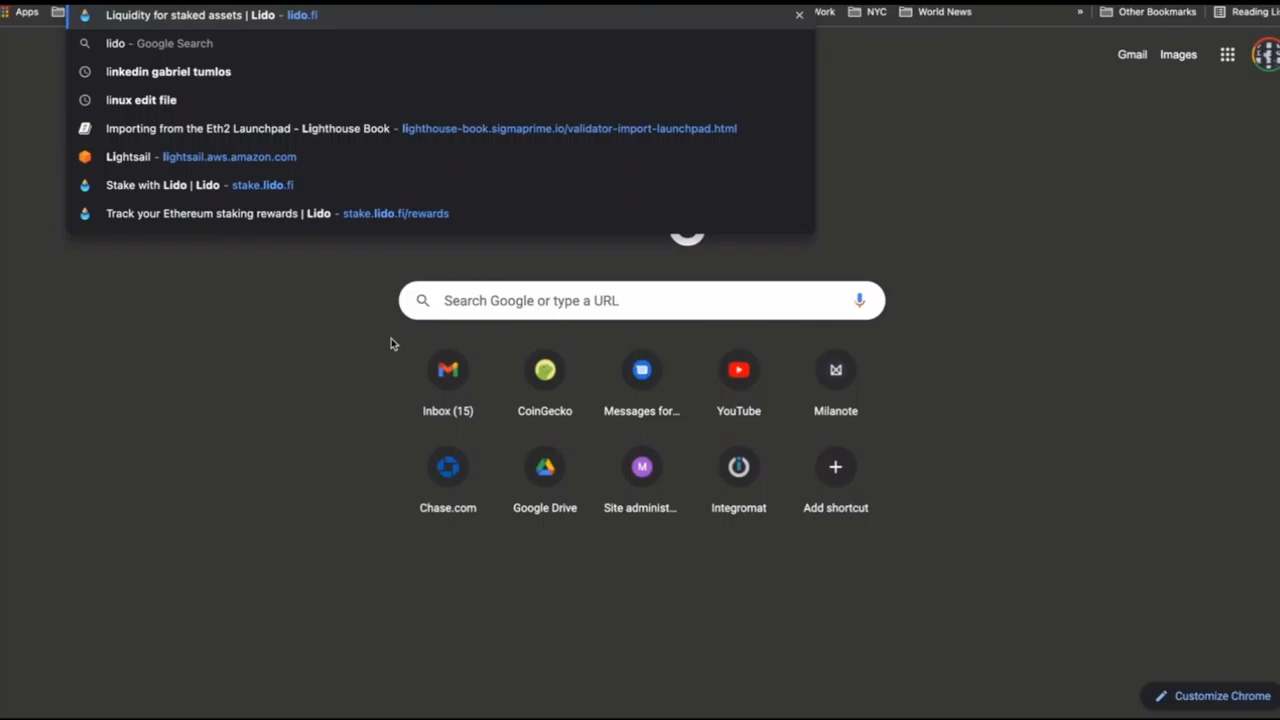 Apps
Liquidity for staked assets | Lido - lido.fi
Work
NYC
World News
»
Other Bookmarks
Reading
lido - Google Search
linkedin gabriel tumlos
linux edit file
Importing from the Eth2 Launchpad - Lighthouse Book - lighthouse-book.sigmaprime.io/validator-import-launchpad.html
Lightsail - lightsail.aws.amazon.com
Stake with Lido | Lido - stake.lido.fi
Track your Ethereum staking rewards | Lido - stake.lido.fi/rewards
Gmail
Images
Search Google or type a URL
Inbox (15)
CoinGecko
Messages for...
YouTube
Milanote
Chase.com
Google Drive
M
Site administ...
Integromat
Add shortcut
Customize Chrome